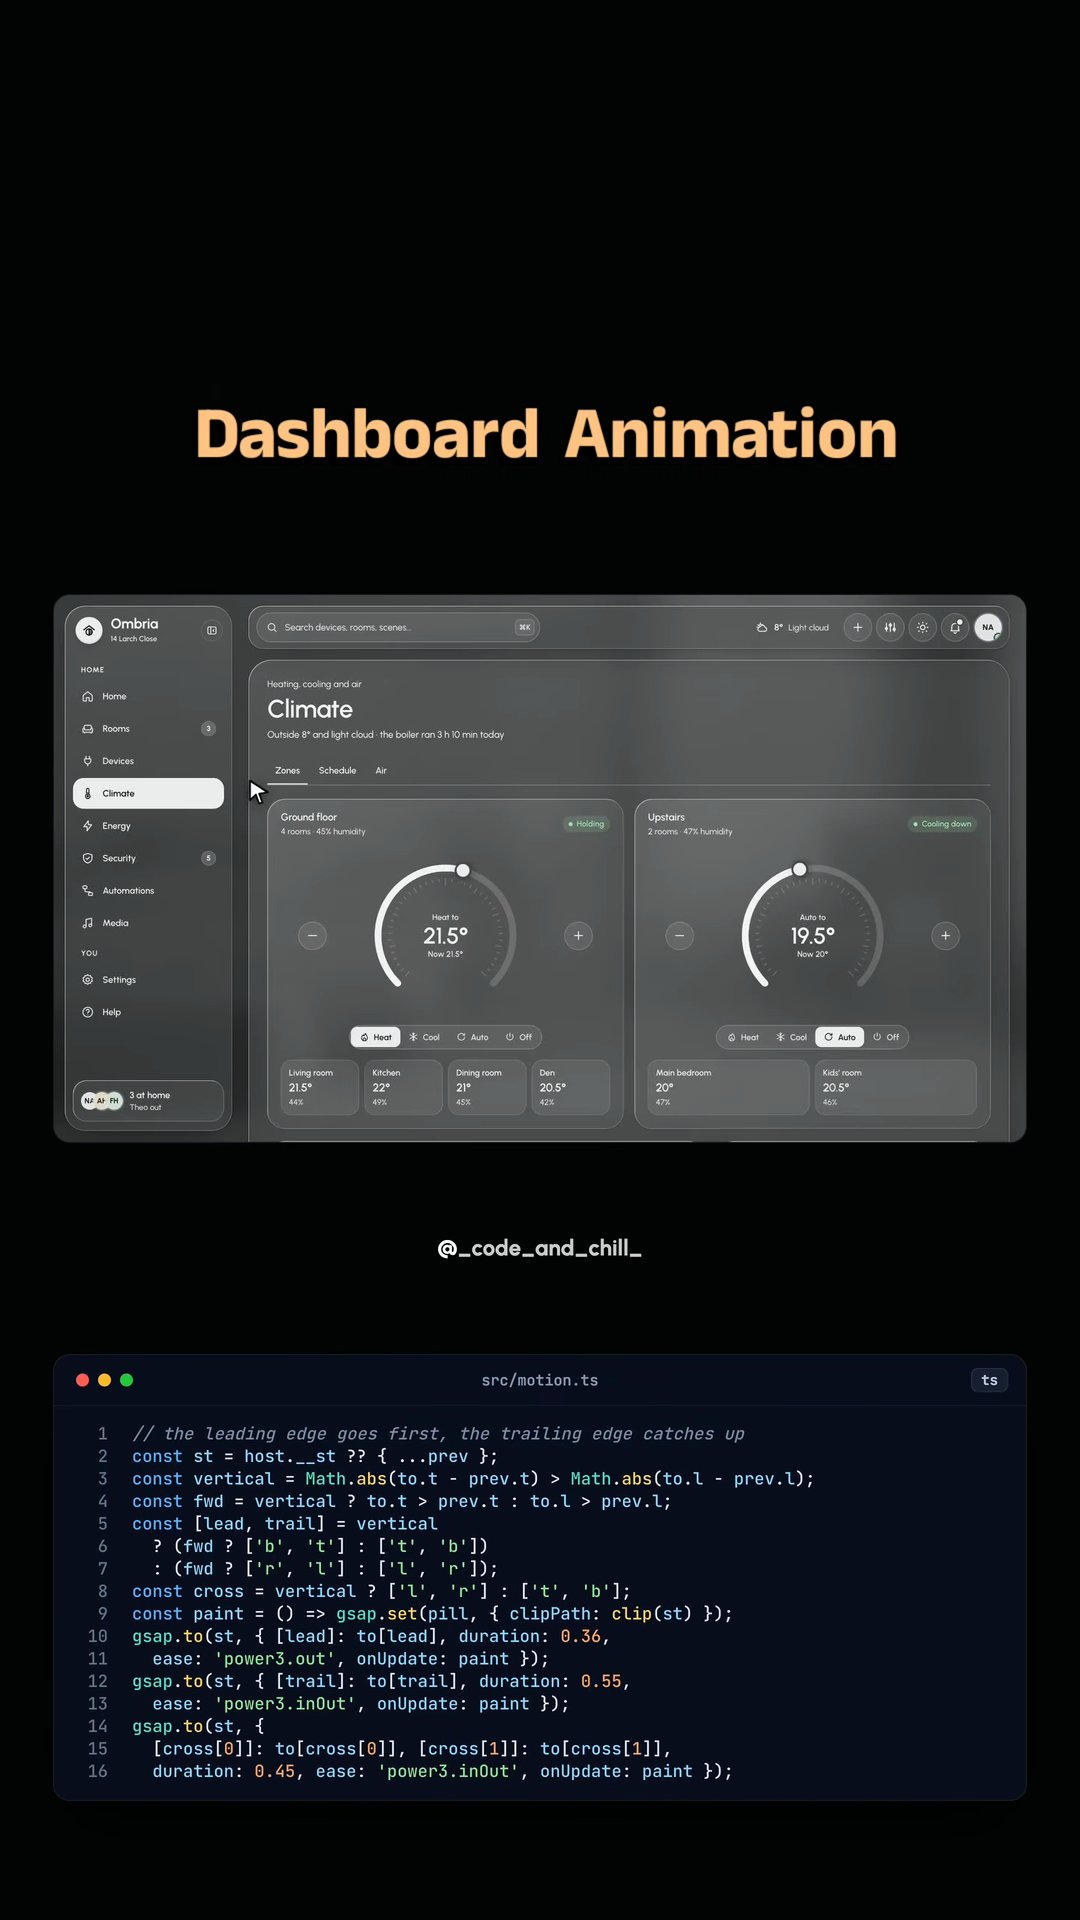 Dashboard Animation
Ombria
14 Larch Close
HOME
Home
Rooms 3
Devices
Climate
Energy
Security 5
Automations
Media
YOU
Settings
Help
3 at home
Theo out
Search devices, rooms, scenes... ⌘K
8° Light cloud
NA
Heating, cooling and air
Climate
Outside 8° and light cloud · the boiler ran 3 h 10 min today
Zones Schedule Air
Ground floor
4 rooms · 45% humidity
Holding
Heat to
21.5°
Now 21.5°
Heat Cool Auto Off
Living room
21.5°
44%
Kitchen
22°
49%
Dining room
21°
45%
Den
20.5°
42%
Upstairs
2 rooms · 47% humidity
Cooling down
Auto to
19.5°
Now 20°
Heat Cool Auto Off
Main bedroom
20°
47%
Kids' room
20.5°
46%
@_code_and_chill_
src/motion.ts
ts
1 // the leading edge goes first, the trailing edge catches up
2 const st = host.__st ?? { ...prev };
3 const vertical = Math.abs(to.t - prev.t) > Math.abs(to.l - prev.l);
4 const fwd = vertical ? to.t > prev.t : to.l > prev.l;
5 const [lead, trail] = vertical
6 ? (fwd ? ['b', 't'] : ['t', 'b'])
7 : (fwd ? ['r', 'l'] : ['l', 'r']);
8 const cross = vertical ? ['l', 'r'] : ['t', 'b'];
9 const paint = () => gsap.set(pill, { clipPath: clip(st) });
10 gsap.to(st, { [lead]: to[lead], duration: 0.36,
11 ease: 'power3.out', onUpdate: paint });
12 gsap.to(st, { [trail]: to[trail], duration: 0.55,
13 ease: 'power3.inOut', onUpdate: paint });
14 gsap.to(st, {
15 [cross[0]]: to[cross[0]], [cross[1]]: to[cross[1]],
16 duration: 0.45, ease: 'power3.inOut', onUpdate: paint });